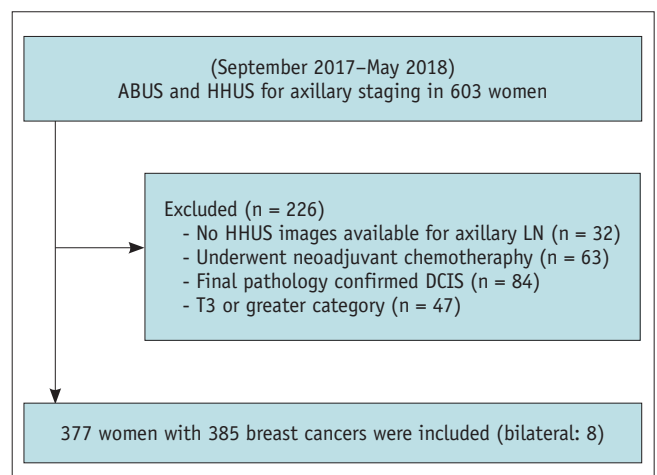 (September 2017–May 2018)
ABUS and HHUS for axillary staging in 603 women
Excluded (n = 226)
- No HHUS images available for axillary LN (n = 32)
- Underwent neoadjuvant chemotheraphy (n = 63)
- Final pathology confirmed DCIS (n = 84)
- T3 or greater category (n = 47)
377 women with 385 breast cancers were included (bilateral: 8)